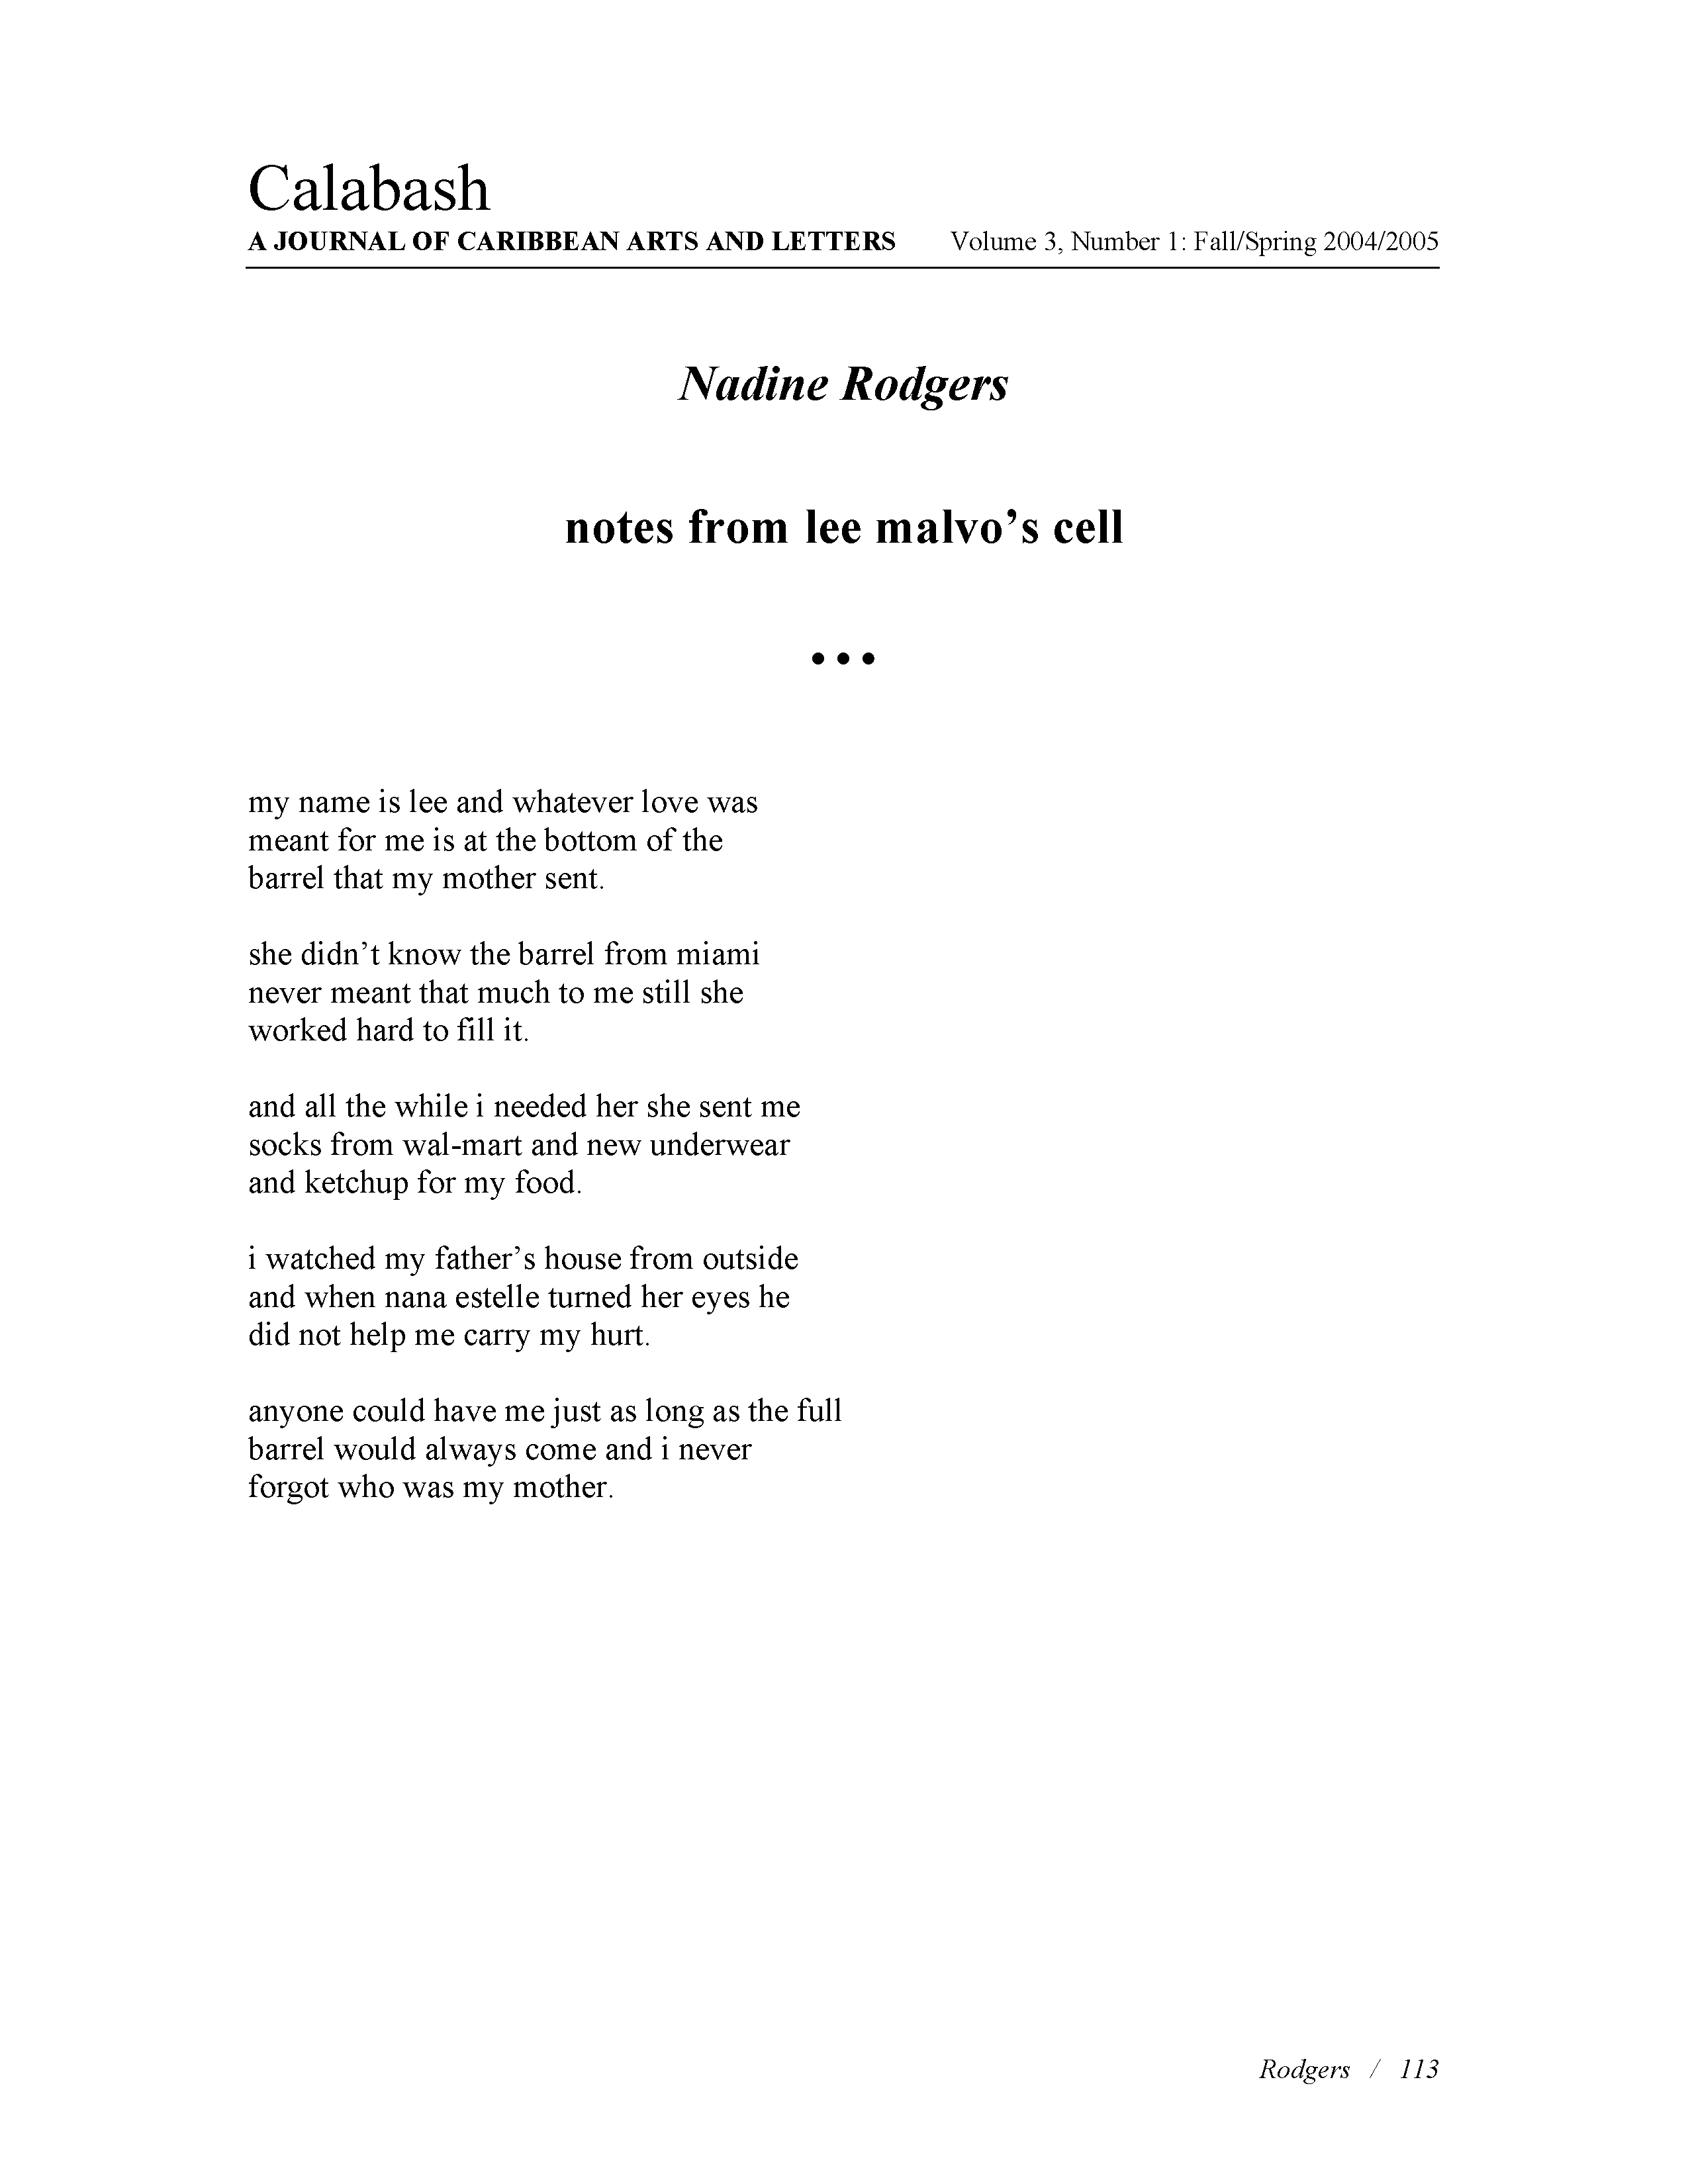 Calabash
A JOURNAL OF CARIBBEAN ARTS AND LETTERS Volume 3, Number 1: Fall/Spring 2004/2005
Nadine Rodgers
notes from lee malvo’s cell
• • •
my name is lee and whatever love was
meant for me is at the bottom of the
barrel that my mother sent.
she didn’t know the barrel from miami
never meant that much to me still she
worked hard to fill it.
and all the while i needed her she sent me
socks from wal-mart and new underwear
and ketchup for my food.
i watched my father’s house from outside
and when nana estelle turned her eyes he
did not help me carry my hurt.
anyone could have me just as long as the full
barrel would always come and i never
forgot who was my mother.
Rodgers / 113